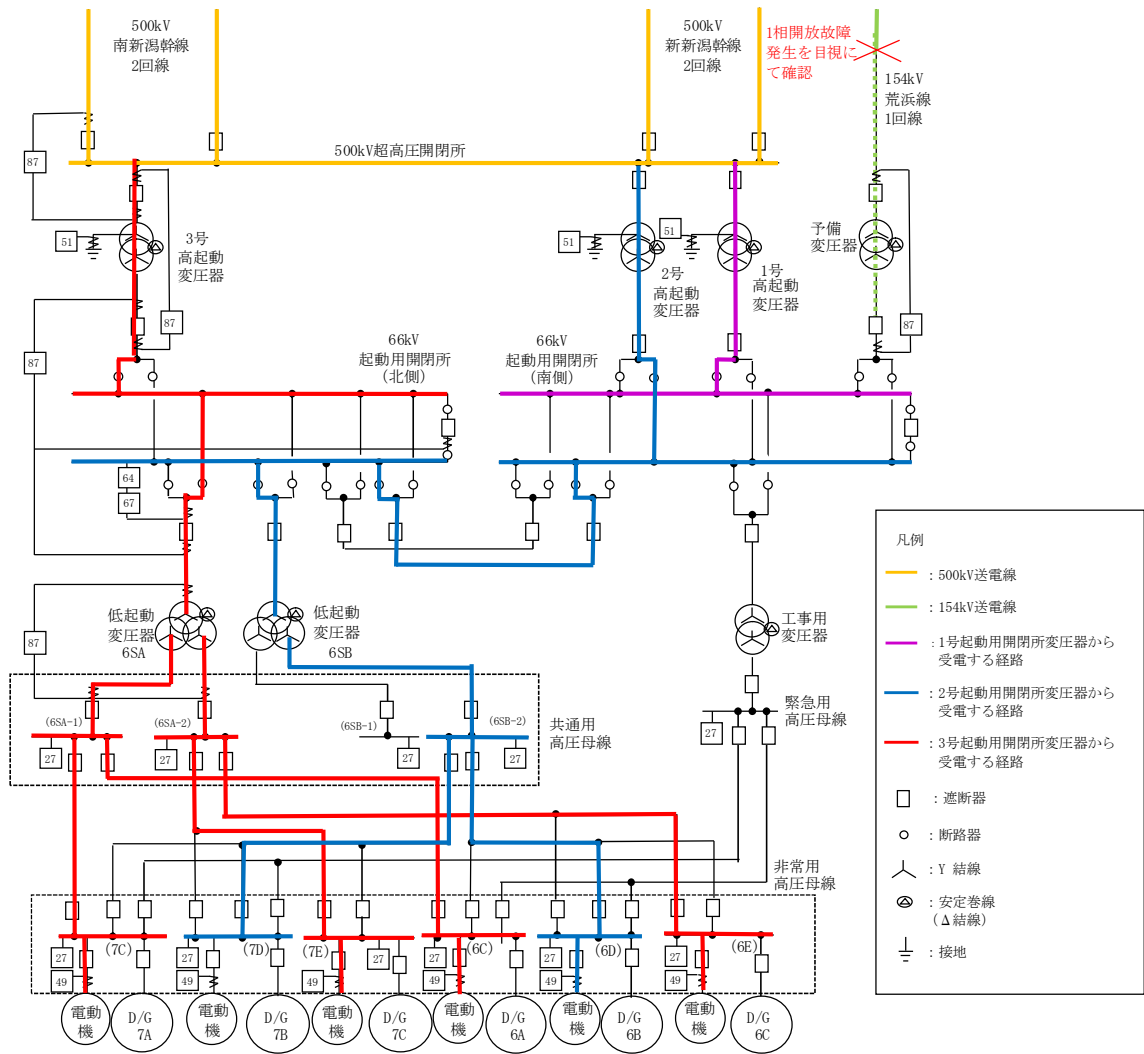 500kV
南新潟幹線
2回線
500kV
新新潟幹線
2回線
1相開放故障
発生を目視に
て確認
154kV
荒浜線
1回線
87
500kV超高圧開閉所
51
3号
高起動
変圧器
87
51
2号
高起動
変圧器
51
1号
高起動
変圧器
予備
変圧器
87
87
66kV
起動用開閉所
(北側)
66kV
起動用開閉所
(南側)
64
67
87
低起動
変圧器
6SA
低起動
変圧器
6SB
工事用
変圧器
(6SA-1)
27
(6SA-2)
27
(6SB-1)
27
(6SB-2)
27
共通用
高圧母線
緊急用
高圧母線
27
非常用
高圧母線
(7C)
(7D)
(7E)
(6C)
(6D)
(6E)
27
27
27
27
27
27
27
49
49
49
49
49
49
電動
機
D/G
7A
電動
機
D/G
7B
電動
機
D/G
7C
電動
機
D/G
6A
電動
機
D/G
6B
電動
機
D/G
6C
凡例
：500kV送電線
：154kV送電線
：1号起動用開閉所変圧器から
受電する経路
：2号起動用開閉所変圧器から
受電する経路
：3号起動用開閉所変圧器から
受電する経路
：遮断器
：断路器
：Y 結線
：安定巻線
(Δ結線)
：接地